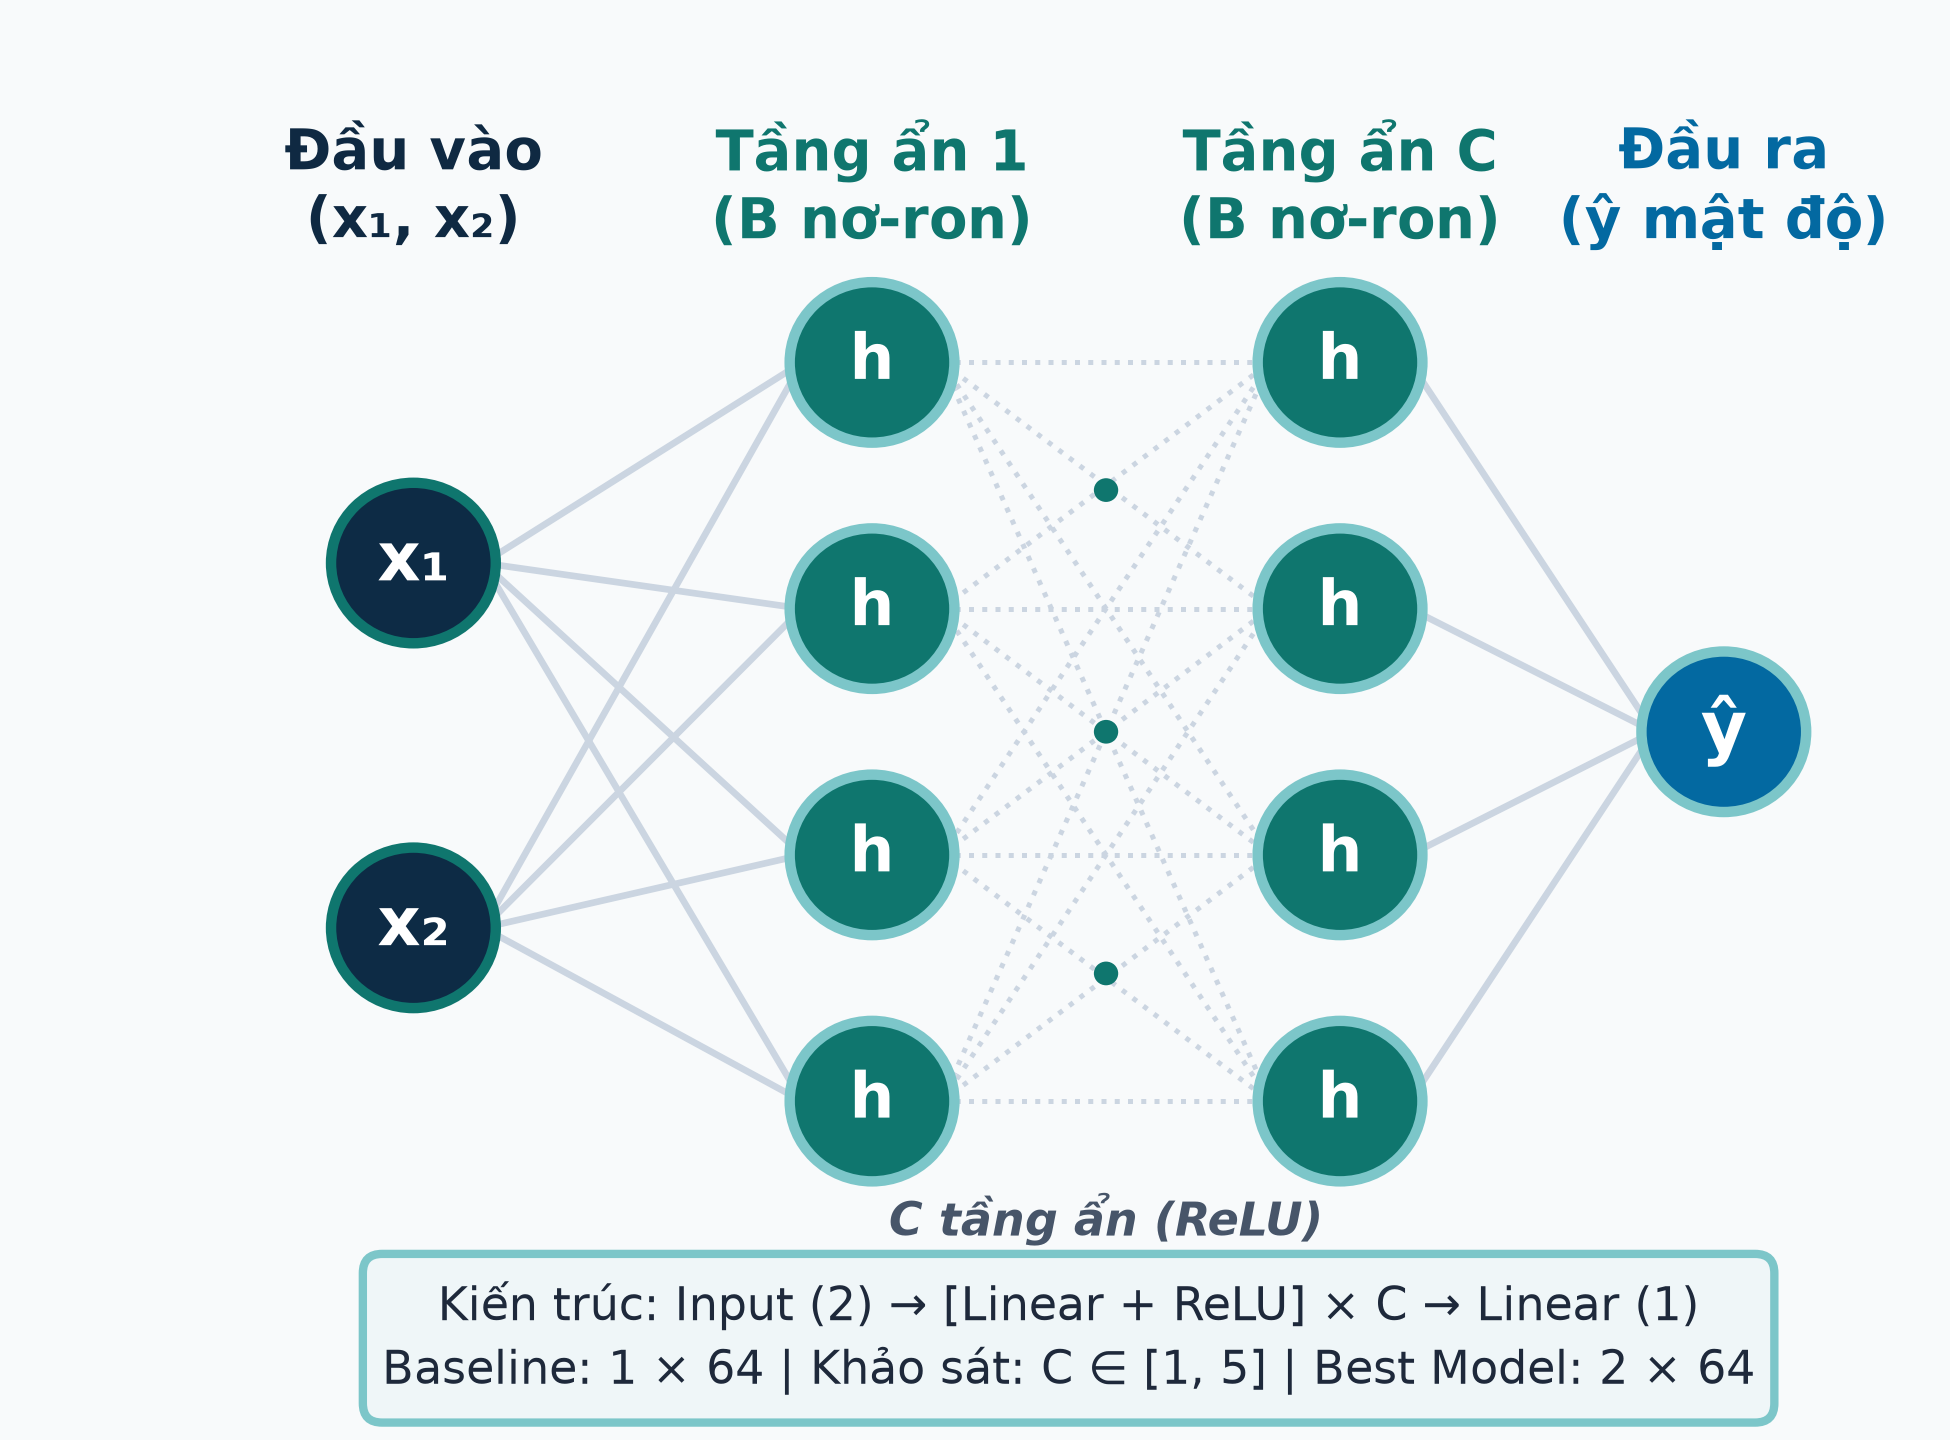 Đầu vào
(x₁, x₂)
Tầng ẩn 1
(B nơ-ron)
Tầng ẩn C
(B nơ-ron)
Đầu ra
(ŷ mật độ)
x₁
x₂
h
h
h
h
h
h
h
h
ŷ
C tầng ẩn (ReLU)
Kiến trúc: Input (2) → [Linear + ReLU] × C → Linear (1)
Baseline: 1 × 64 | Khảo sát: C ∈ [1, 5] | Best Model: 2 × 64